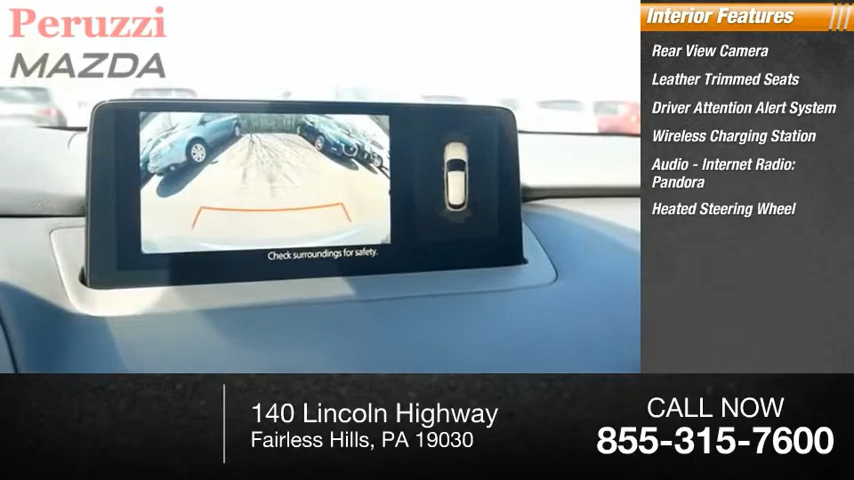 Peruzzi
MAZDA
Check surroundings for safety.
Interior Features
Rear View Camera
Leather Trimmed Seats
Driver Attention Alert System
Wireless Charging Station
Audio - Internet Radio:
Pandora
Heated Steering Wheel
140 Lincoln Highway
Fairless Hills, PA 19030
CALL NOW
855-315-7600